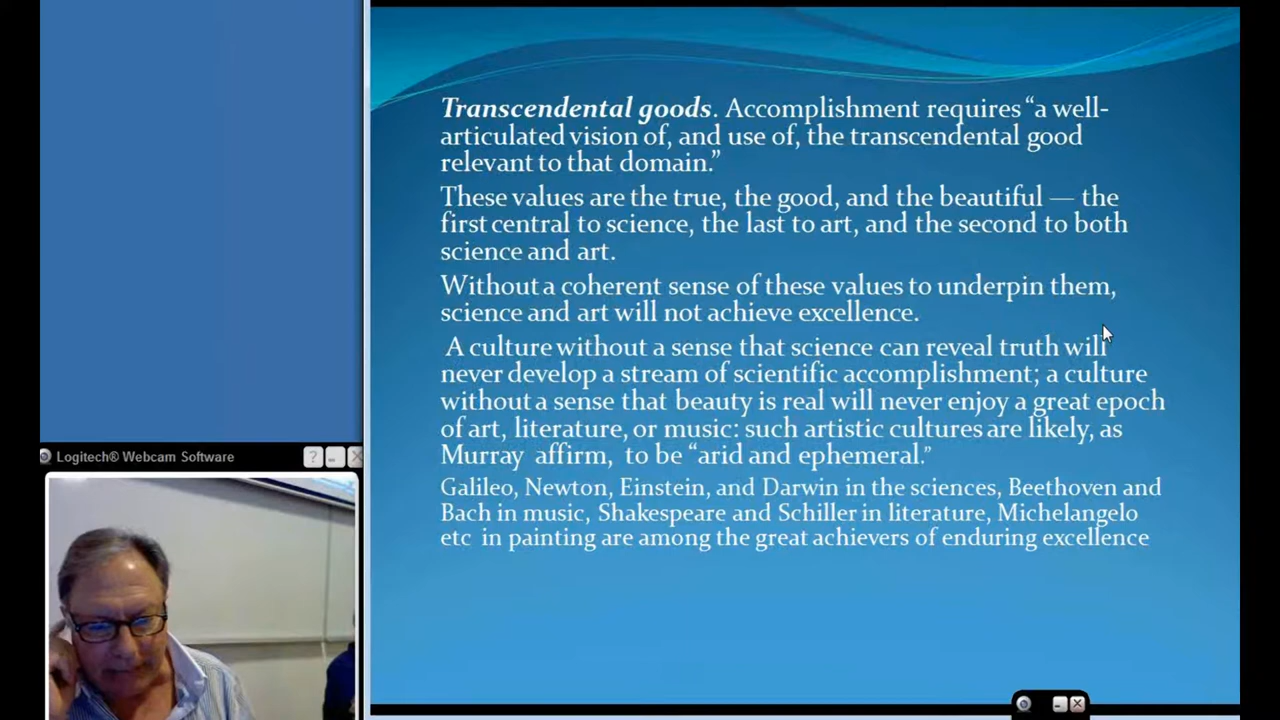 Transcendental goods. Accomplishment requires “a well-
articulated vision of, and use of, the transcendental good
relevant to that domain.”
These values are the true, the good, and the beautiful — the
first central to science, the last to art, and the second to both
science and art.
Without a coherent sense of these values to underpin them,
science and art will not achieve excellence.
A culture without a sense that science can reveal truth will
never develop a stream of scientific accomplishment; a culture
without a sense that beauty is real will never enjoy a great epoch
of art, literature, or music: such artistic cultures are likely, as
Murray affirm, to be “arid and ephemeral.”
Galileo, Newton, Einstein, and Darwin in the sciences, Beethoven and
Bach in music, Shakespeare and Schiller in literature, Michelangelo
etc in painting are among the great achievers of enduring excellence
Logitech® Webcam Software